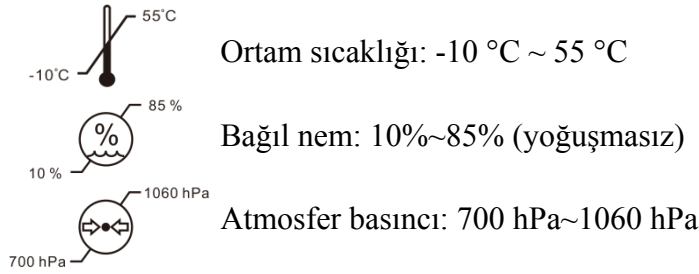 55°C
-10°C
Ortam sıcaklığı: -10 °C ~ 55 °C
85 %
%
10 %
Bağıl nem: 10%~85% (yoğuşmasız)
1060 hPa
700 hPa
Atmosfer basıncı: 700 hPa~1060 hPa